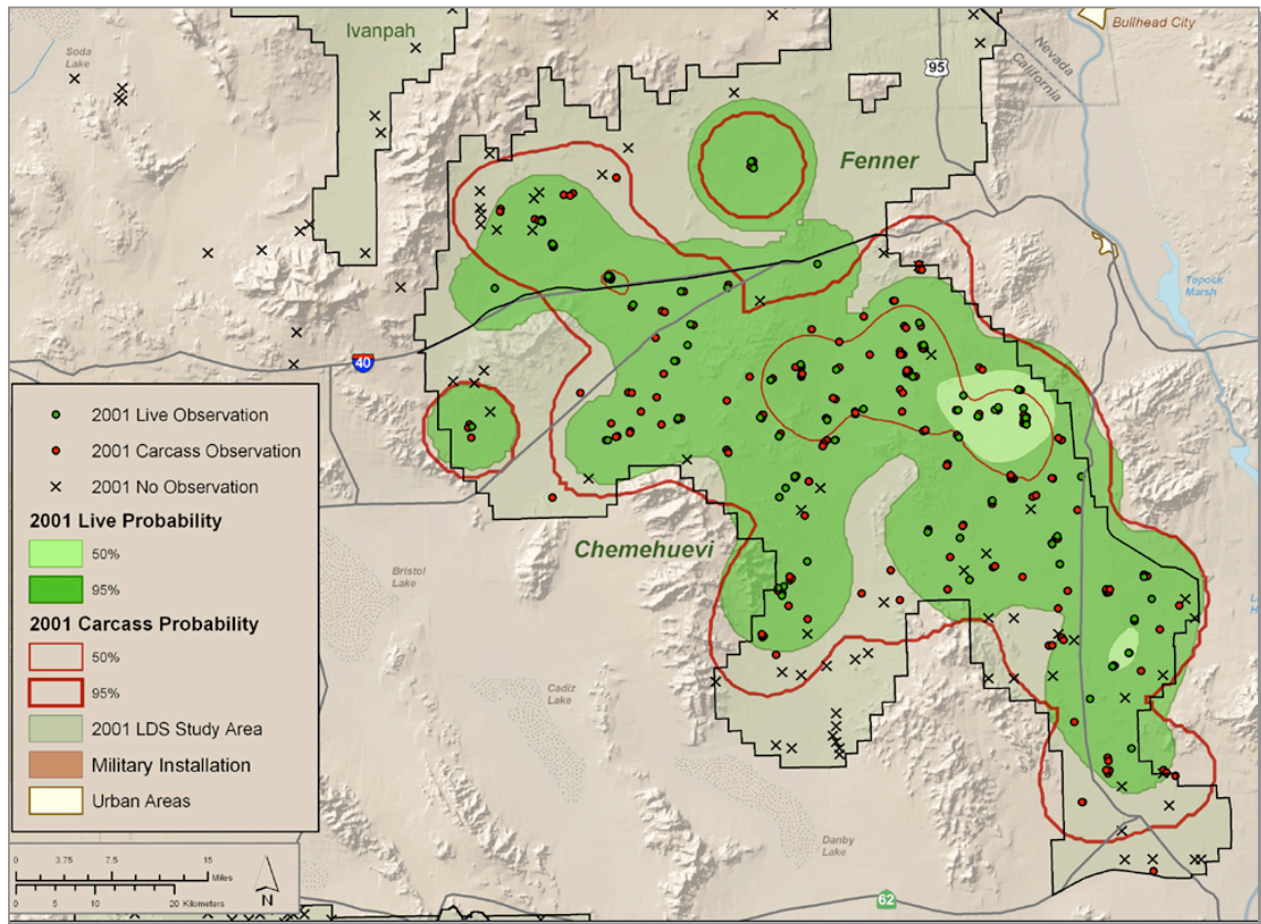 Ivanpah
Bullhead City
Soda
Lake
Nevada
California
95
Fenner
Topock
Marsh
40
2001 Live Observation
2001 Carcass Observation
2001 No Observation
2001 Live Probability
50%
95%
2001 Carcass Probability
50%
95%
2001 LDS Study Area
Military Installation
Urban Areas
Chemehuevi
Bristol
Lake
Cadiz
Lake
Danby
Lake
62
0 3.75 7.5 15
Miles
0 5 10 20 Kilometers
N